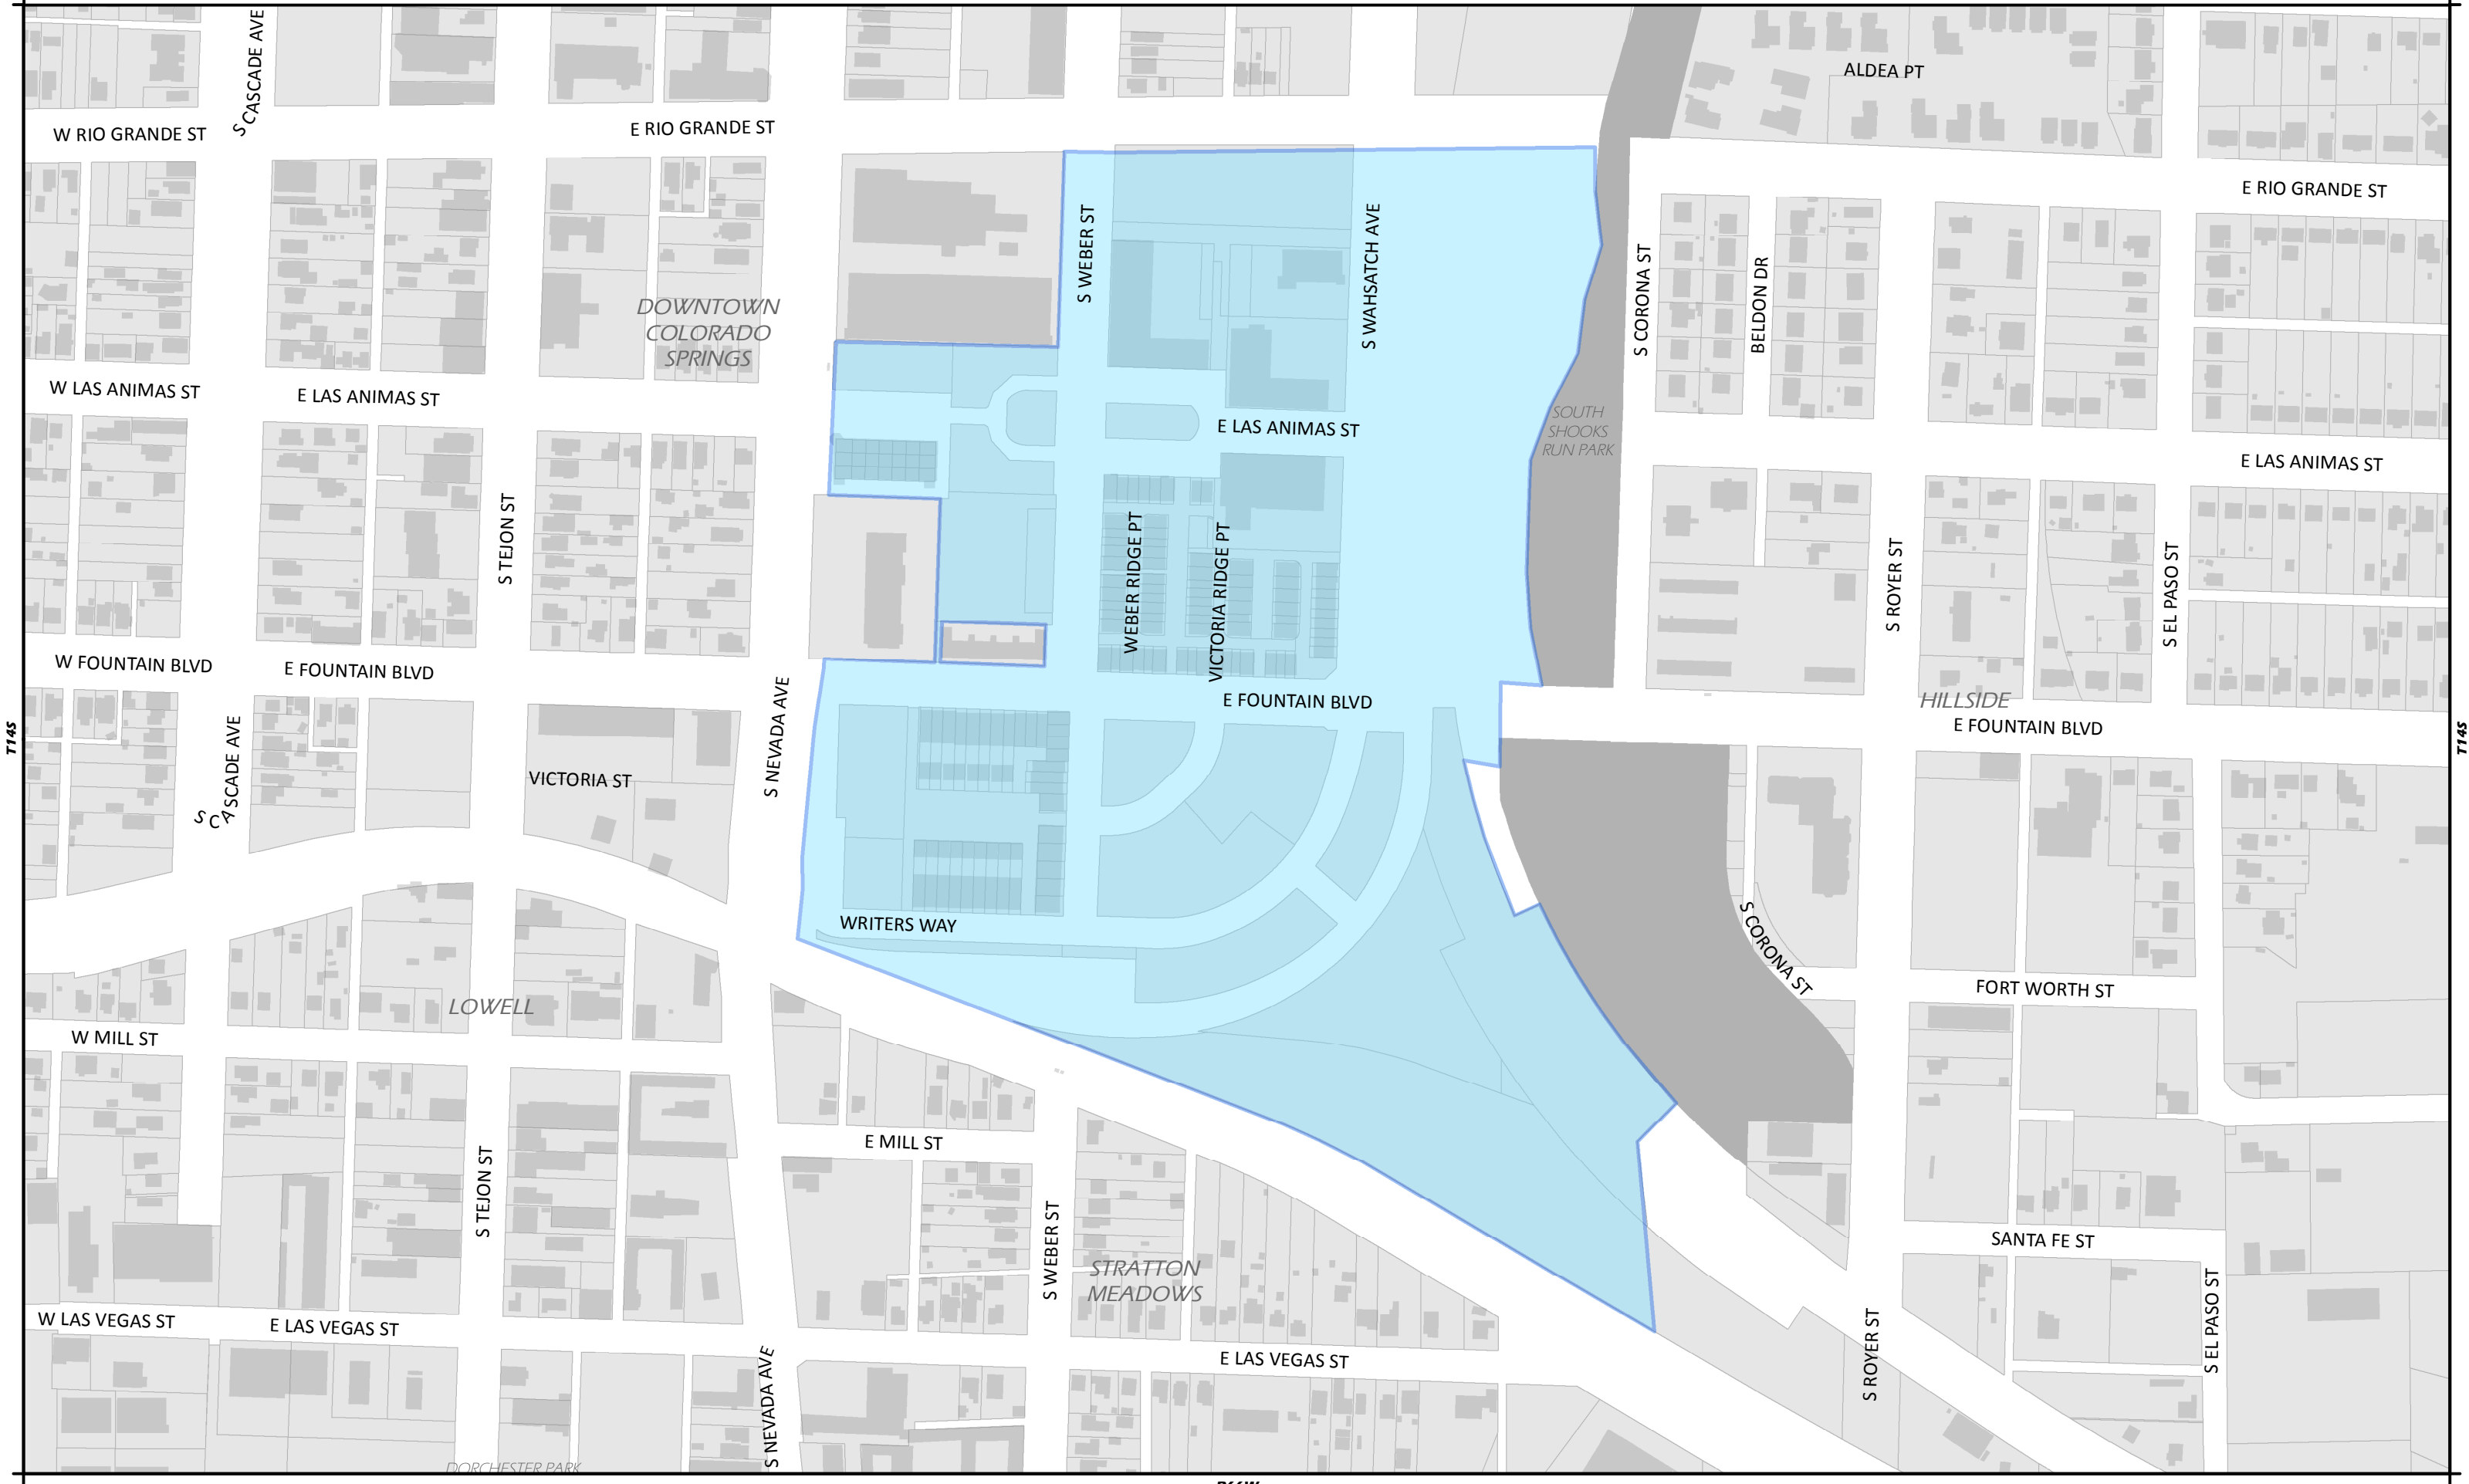 S CASCADE AVE
ALDEA PT
W RIO GRANDE ST
E RIO GRANDE ST
E RIO GRANDE ST
S WEBER ST
S WAHSATCH AVE
S CORONA ST
BELDON DR
DOWNTOWN
COLORADO
SPRINGS
W LAS ANIMAS ST
E LAS ANIMAS ST
E LAS ANIMAS ST
SOUTH
SHOOKS
RUN PARK
E LAS ANIMAS ST
S TEJON ST
WEBER RIDGE PT
VICTORIA RIDGE PT
S ROYER ST
S EL PASO ST
W FOUNTAIN BLVD
E FOUNTAIN BLVD
E FOUNTAIN BLVD
HILLSIDE
E FOUNTAIN BLVD
T14S
S CASCADE AVE
VICTORIA ST
S NEVADA AVE
T14S
WRITERS WAY
S CORONA ST
LOWELL
FORT WORTH ST
W MILL ST
E MILL ST
S TEJON ST
S WEBER ST
STRATTON
MEADOWS
SANTA FE ST
W LAS VEGAS ST
E LAS VEGAS ST
E LAS VEGAS ST
S NEVADA AVE
S ROYER ST
S EL PASO ST
DORCHESTER PARK